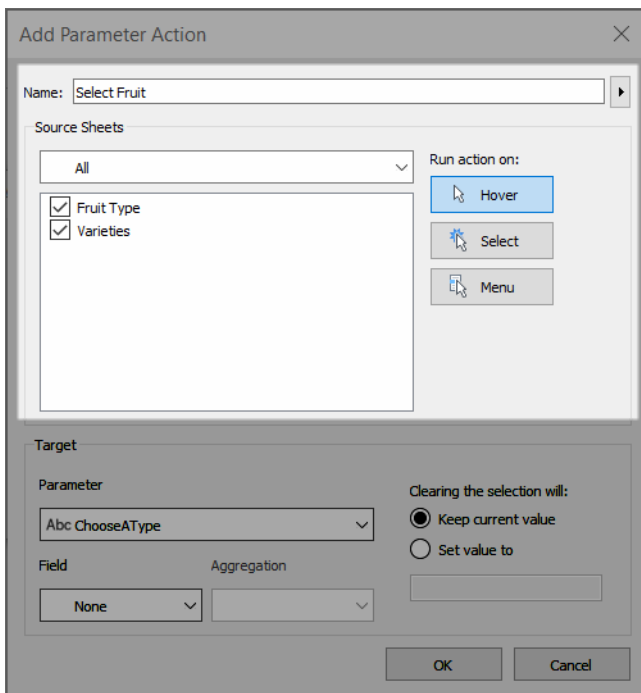 Add Parameter Action
Name: Select Fruit
Source Sheets
All
Run action on:
Fruit Type
Varieties
Hover
Select
Menu
Target
Parameter
Abc ChooseAType
Field
Aggregation
None
Clearing the selection will:
Keep current value
Set value to
OK
Cancel